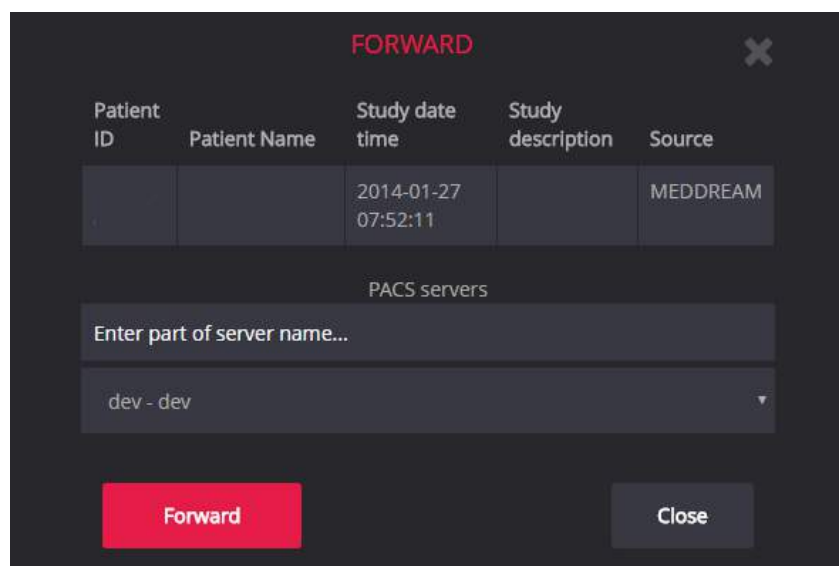 FORWARD
Patient ID
Patient Name
Study date time
Study description
Source
2014-01-27
07:52:11
MEDDREAM
PACS servers
Enter part of server name...
dev - dev
Forward
Close